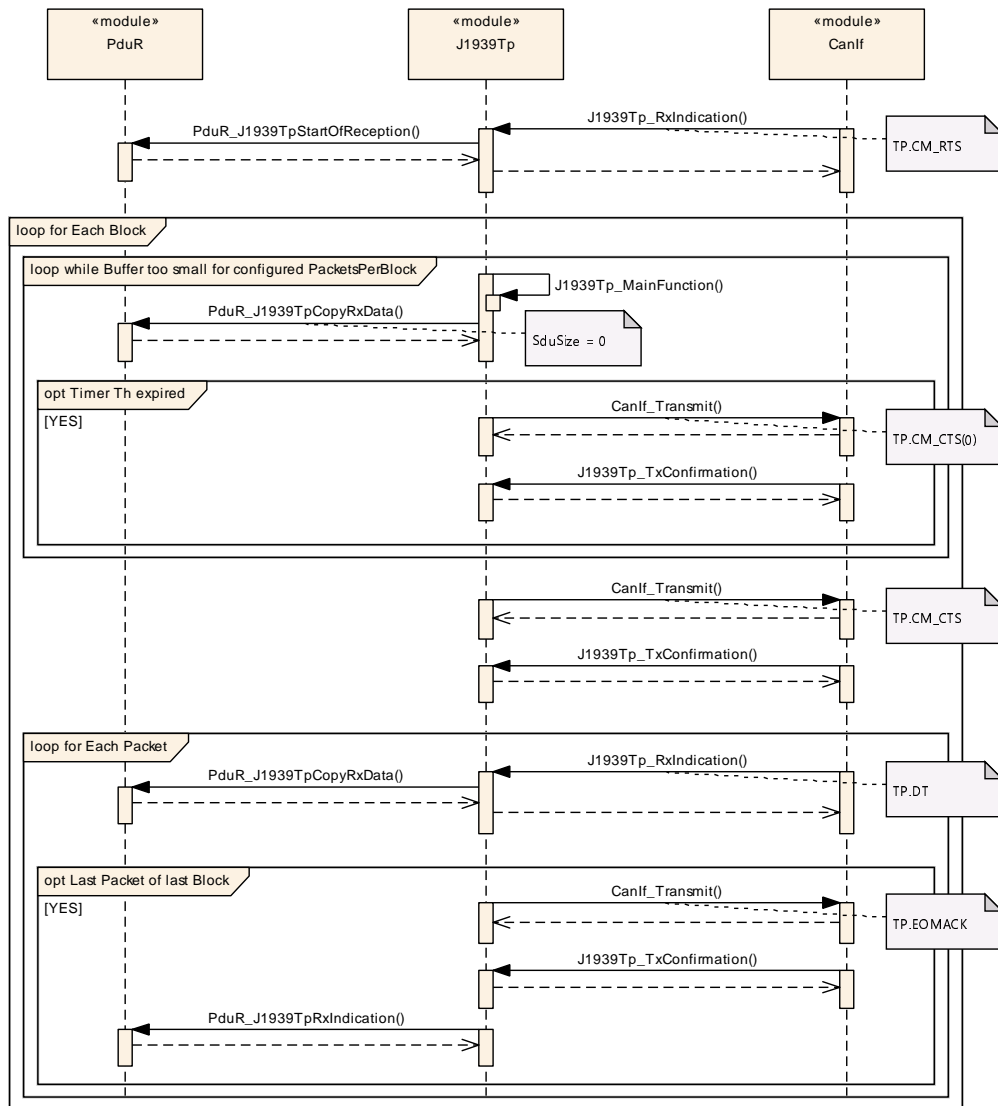 «module»
PduR
«module»
J1939Tp
«module»
CanIf
J1939Tp_RxIndication()
PduR_J1939TpStartOfReception()
TP.CM_RTS
loop for Each Block
loop while Buffer too small for configured PacketsPerBlock
J1939Tp_MainFunction()
PduR_J1939TpCopyRxData()
SduSize = 0
opt Timer Th expired
[YES]
CanIf_Transmit()
TP.CM_CTS(0)
J1939Tp_TxConfirmation()
CanIf_Transmit()
TP.CM_CTS
J1939Tp_TxConfirmation()
loop for Each Packet
J1939Tp_RxIndication()
PduR_J1939TpCopyRxData()
TP.DT
opt Last Packet of last Block
[YES]
CanIf_Transmit()
TP.EOMACK
J1939Tp_TxConfirmation()
PduR_J1939TpRxIndication()